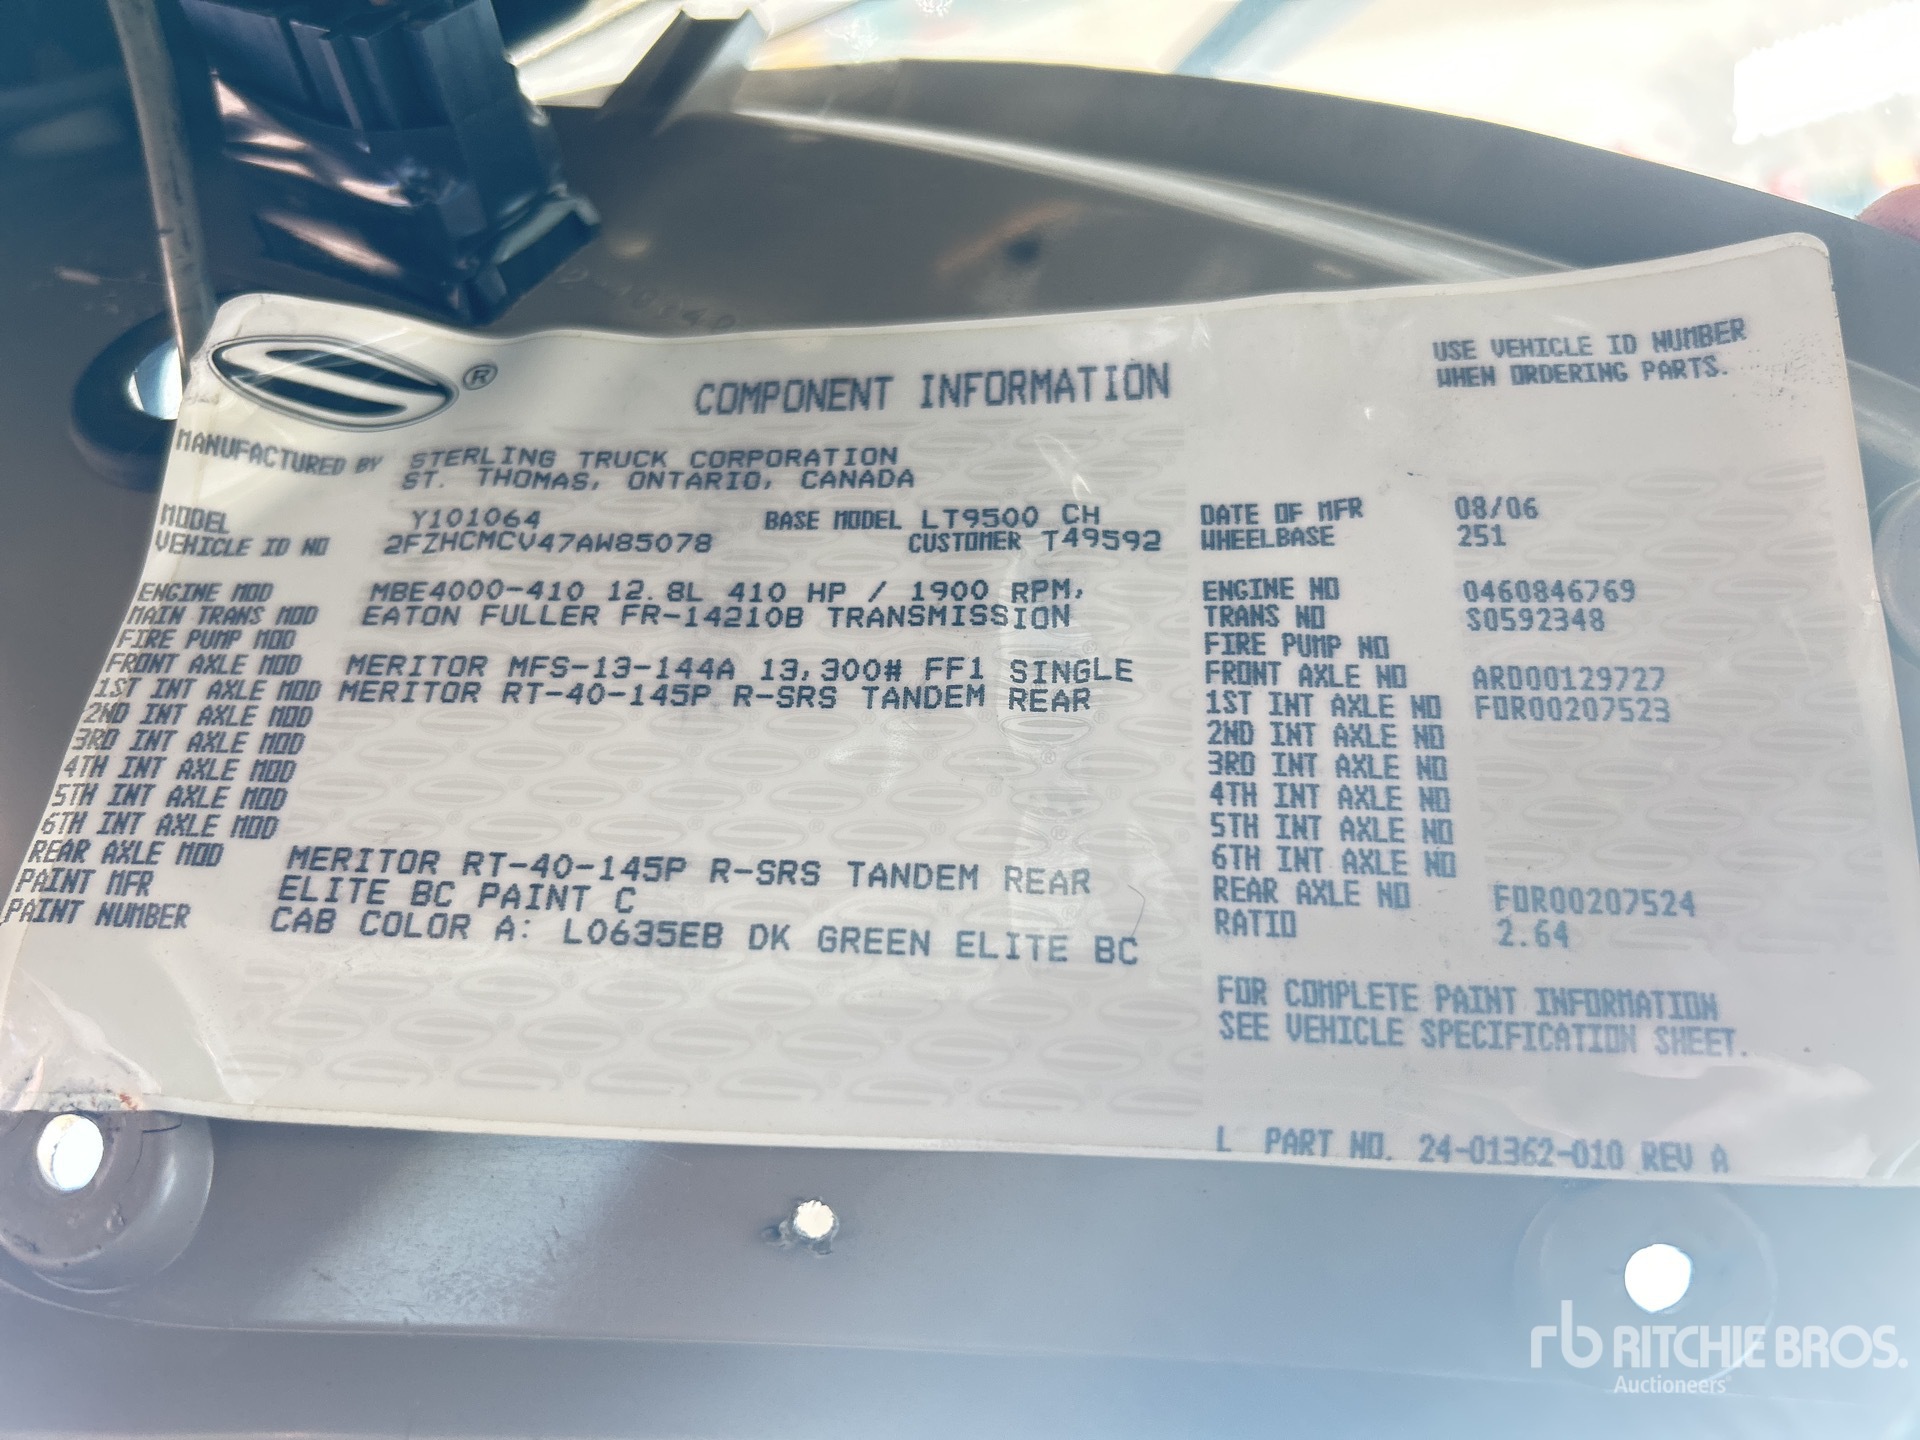 ®
COMPONENT INFORMATION
USE VEHICLE ID NUMBER
WHEN ORDERING PARTS.
MANUFACTURED BY STERLING TRUCK CORPORATION
ST. THOMAS, ONTARIO, CANADA
MODEL Y101064 BASE MODEL LT9500 CH
VEHICLE ID NO 2FZHCMCV47AW85078 CUSTOMER T49592
DATE OF MFR 08/06
WHEELBASE 251
ENGINE MOD MBE4000-410 12.8L 410 HP / 1900 RPM,
MAIN TRANS MOD EATON FULLER FR-14210B TRANSMISSION
FIRE PUMP MOD
FRONT AXLE MOD MERITOR MFS-13-144A 13,300# FF1 SINGLE
1ST INT AXLE MOD MERITOR RT-40-145P R-SRS TANDEM REAR
2ND INT AXLE MOD
3RD INT AXLE MOD
4TH INT AXLE MOD
5TH INT AXLE MOD
6TH INT AXLE MOD
REAR AXLE MOD MERITOR RT-40-145P R-SRS TANDEM REAR
PAINT MFR ELITE BC PAINT C
PAINT NUMBER CAB COLOR A: L0635EB DK GREEN ELITE BC
ENGINE NO 0460846769
TRANS NO S0592348
FIRE PUMP NO
FRONT AXLE NO ARD00129727
1ST INT AXLE NO FOR00207523
2ND INT AXLE NO
3RD INT AXLE NO
4TH INT AXLE NO
5TH INT AXLE NO
6TH INT AXLE NO
REAR AXLE NO FOR00207524
RATIO 2.64
FOR COMPLETE PAINT INFORMATION
SEE VEHICLE SPECIFICATION SHEET.
L PART NO. 24-01362-010 REV A
rb RITCHIE BROS.
Auctioneers